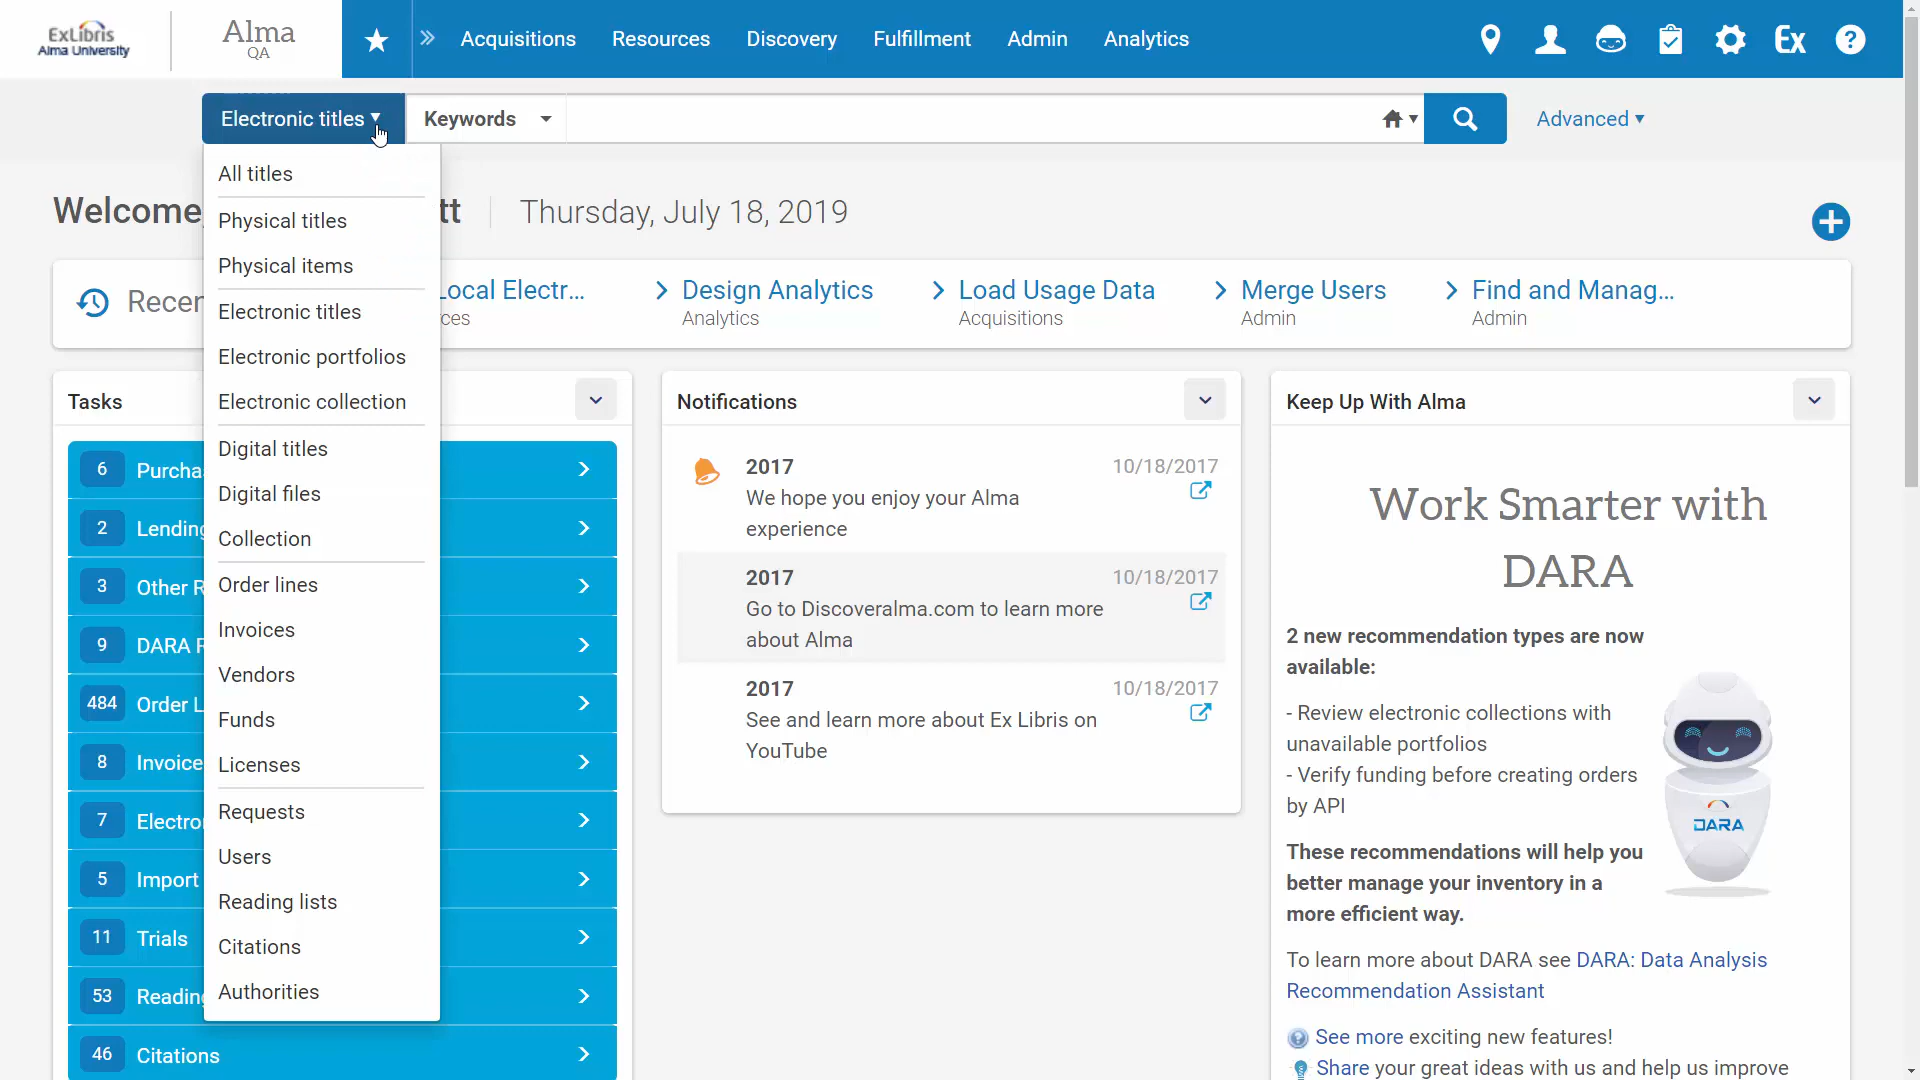 ExLibris
Alma University
Alma
QA
Acquisitions
Resources
Discovery
Fulfillment
Admin
Analytics
Ex
?
Electronic titles
Keywords
Advanced
All titles
Physical titles
Physical items
Electronic titles
Electronic portfolios
Electronic collection
Digital titles
Digital files
Collection
Order lines
Invoices
Vendors
Funds
Licenses
Requests
Users
Reading lists
Citations
Authorities
Welcome, tt
Thursday, July 18, 2019
Recen
Local Electr...
ces
Design Analytics
Analytics
Load Usage Data
Acquisitions
Merge Users
Admin
Find and Manag...
Admin
Tasks
6 Purcha
2 Lending
3 Other R
9 DARA R
484 Order L
8 Invoice
7 Electro
5 Import
11 Trials
53 Reading
46 Citations
Notifications
2017 10/18/2017
We hope you enjoy your Alma
experience
2017 10/18/2017
Go to Discoveralma.com to learn more
about Alma
2017 10/18/2017
See and learn more about Ex Libris on
YouTube
Keep Up With Alma
Work Smarter with
DARA
2 new recommendation types are now
available:
- Review electronic collections with
unavailable portfolios
- Verify funding before creating orders
by API
DARA
These recommendations will help you
better manage your inventory in a
more efficient way.
To learn more about DARA see DARA: Data Analysis
Recommendation Assistant
See more exciting new features!
Share your great ideas with us and help us improve